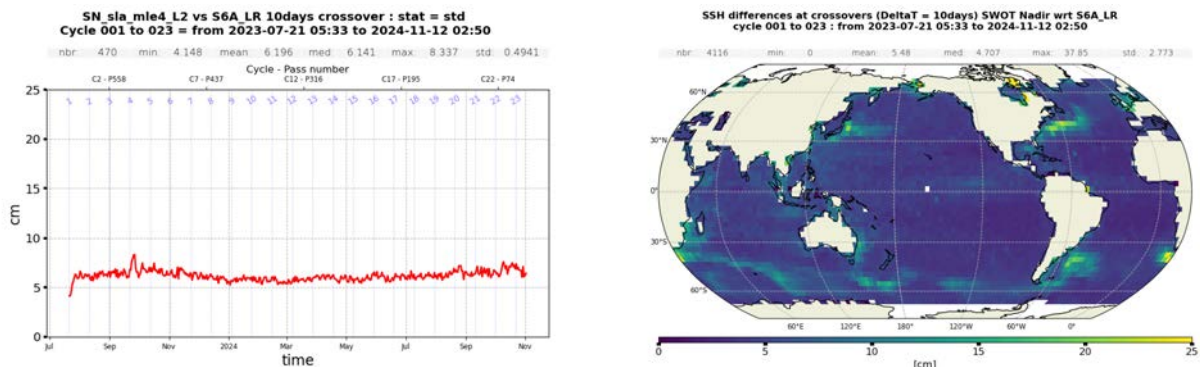 SN_sla_mle4_L2 vs S6A_LR 10days crossover : stat = std
Cycle 001 to 023 = from 2023-07-21 05:33 to 2024-11-12 02:50
nbr: 470 min: 4.148 mean: 6.196 med: 6.141 max: 8.337 std: 0.4941
Cycle - Pass number
C2 - P558 C7 - P437 C12 - P316 C17 - P195 C22 - P74
25
1 2 3 4 5 6 7 8 9 10 11 12 13 14 15 16 17 18 19 20 21 22 23
20
15
cm
10
5
0
Jul Sep Nov 2024 Mar May Jul Sep Nov
time
SSH differences at crossovers (DeltaT = 10days) SWOT Nadir wrt S6A_LR
cycle 001 to 023 : from 2023-07-21 05:33 to 2024-11-12 02:50
nbr: 4116 min: 0 mean: 5.48 med: 4.707 max: 37.85 std: 2.773
60°N
30°N
0°
30°S
60°S
60°E 120°E 180° 120°W 60°W 0°
0 5 10 15 20 25
[cm]